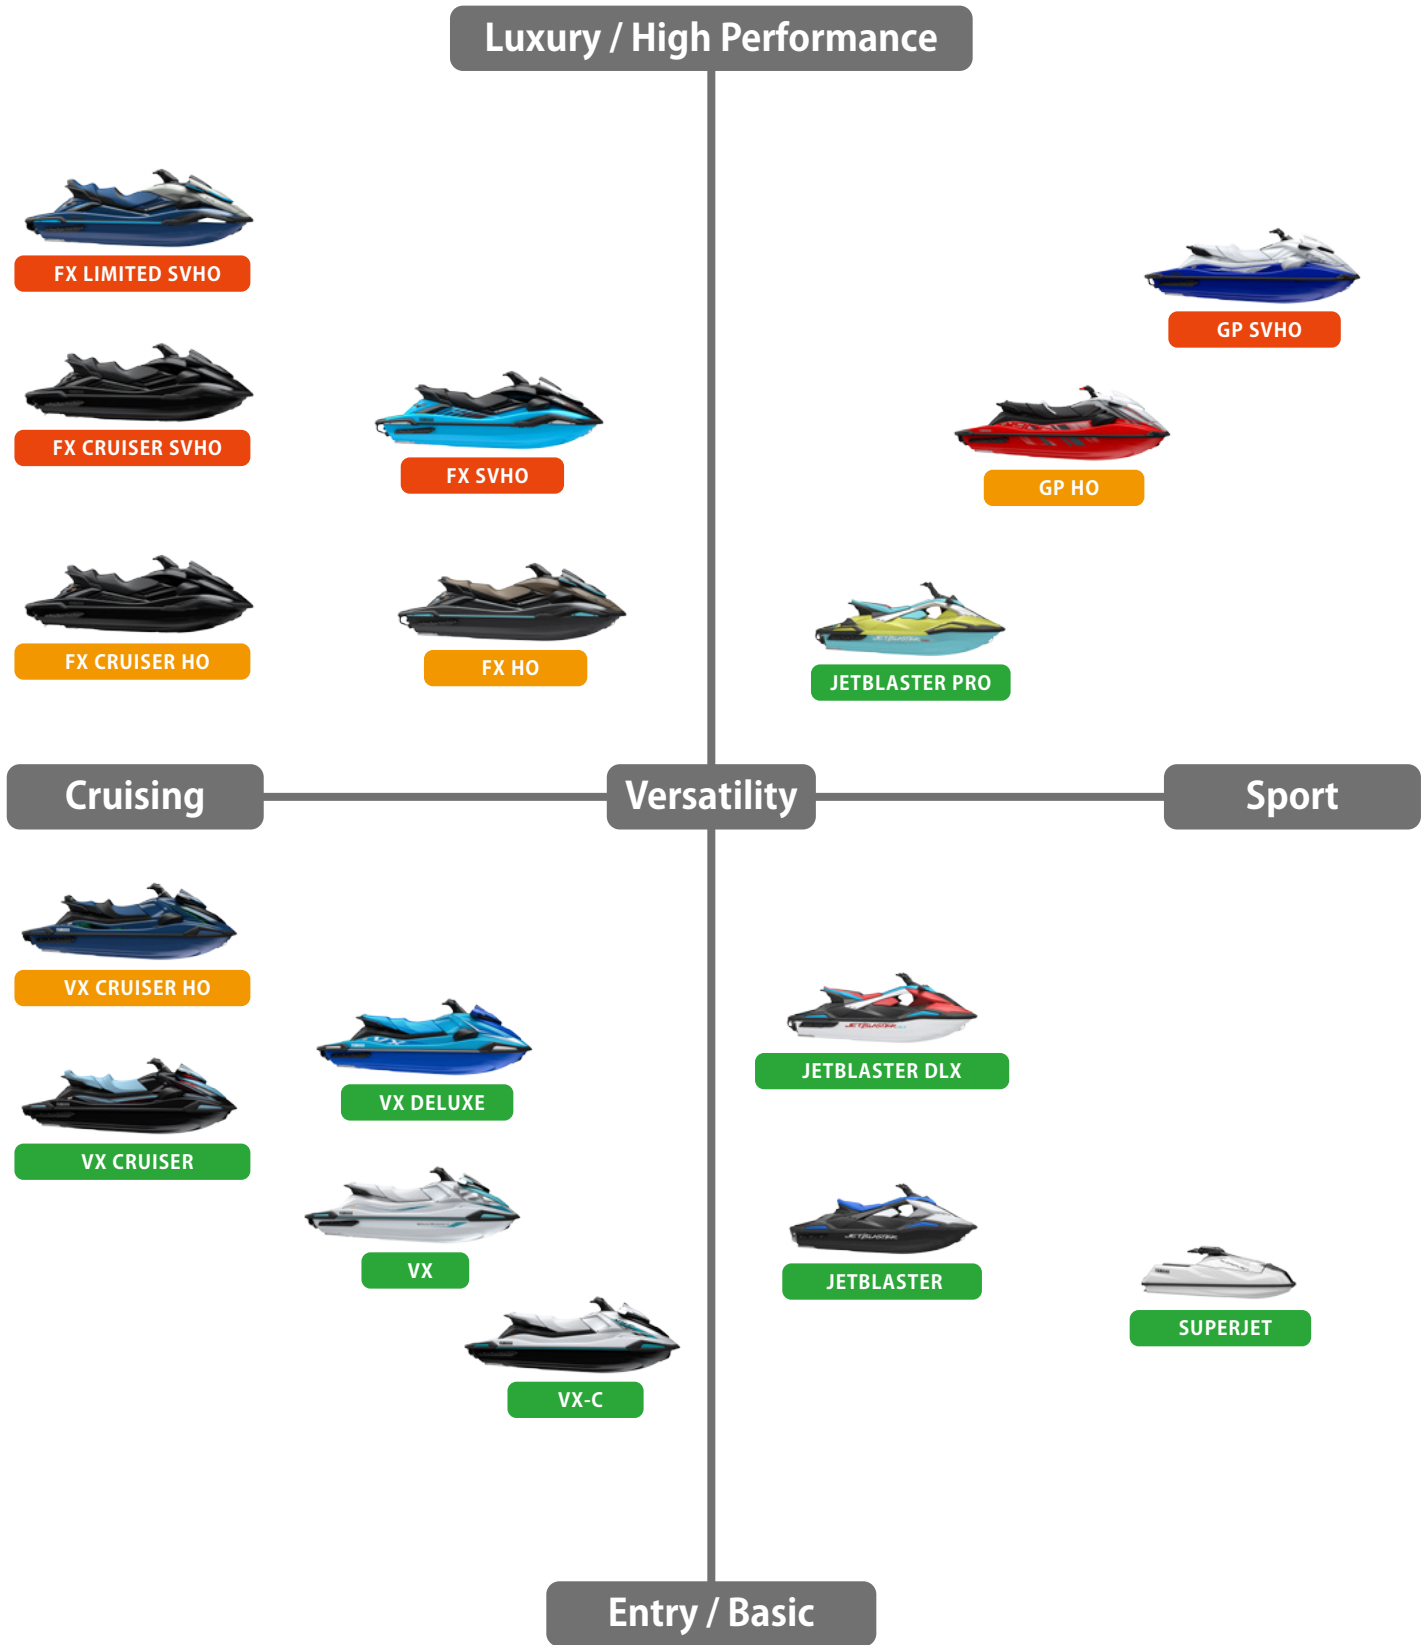 Luxury / High Performance
FX LIMITED SVHO
GP SVHO
FX CRUISER SVHO
FX SVHO
GP HO
FX CRUISER HO
FX HO
JETBLASTER PRO
Cruising
Versatility
Sport
VX CRUISER HO
JETBLASTER DLX
VX
VX DELUXE
VX CRUISER
VX
JETBLASTER
JETBLASTER
SUPERJET
VX-C
Entry / Basic